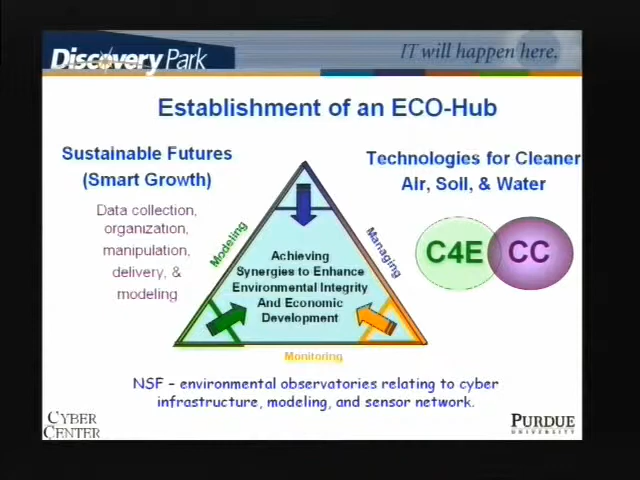 Discovery Park
IT will happen here.
Establishment of an ECO-Hub
Sustainable Futures
(Smart Growth)
Data collection,
organization,
manipulation,
delivery, &
modeling
Technologies for Cleaner
Air, Soil, & Water
C4E CC
Modeling
Managing
Achieving
Synergies to Enhance
Environmental Integrity
And Economic
Development
Monitoring
NSF – environmental observatories relating to cyber
infrastructure, modeling, and sensor network.
CYBER
CENTER
PURDUE
UNIVERSITY